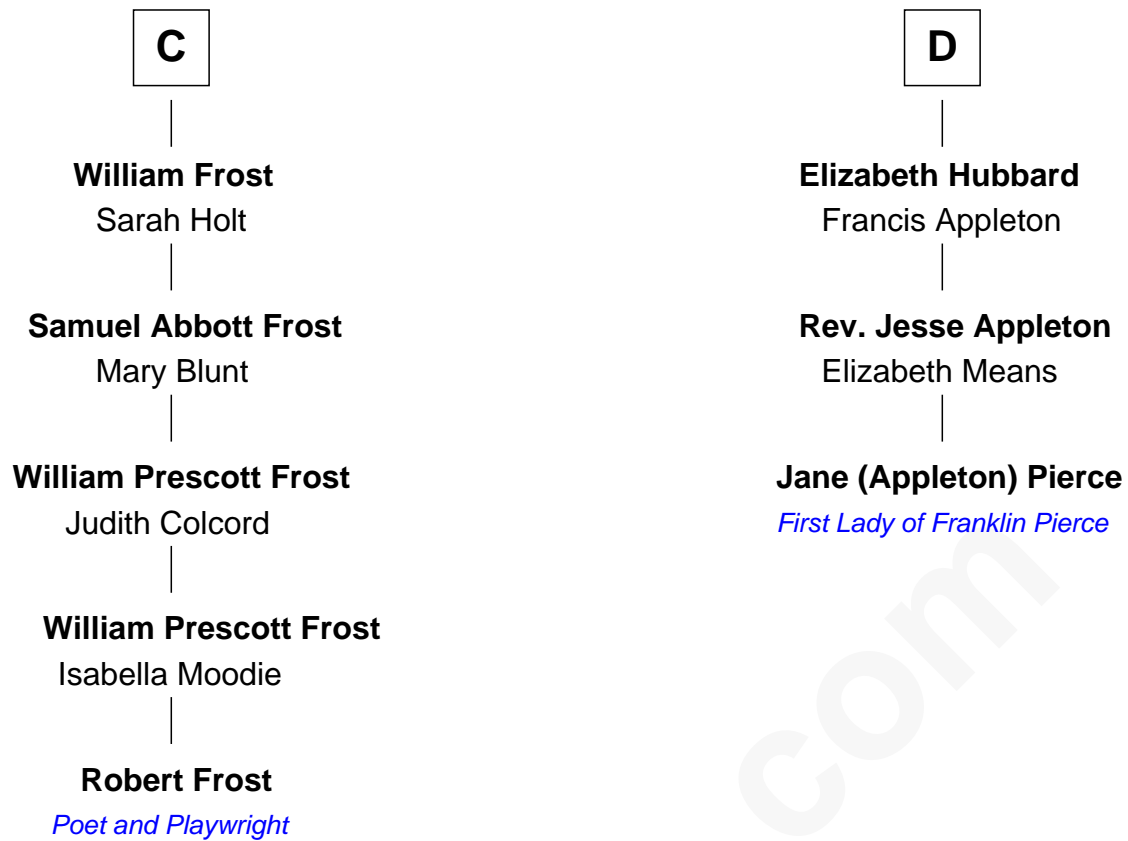 C
William Frost
Sarah Holt
Samuel Abbott Frost
Mary Blunt
William Prescott Frost
Judith Colcord
William Prescott Frost
Isabella Moodie
Robert Frost
Poet and Playwright
D
Elizabeth Hubbard
Francis Appleton
Rev. Jesse Appleton
Elizabeth Means
Jane (Appleton) Pierce
First Lady of Franklin Pierce
com